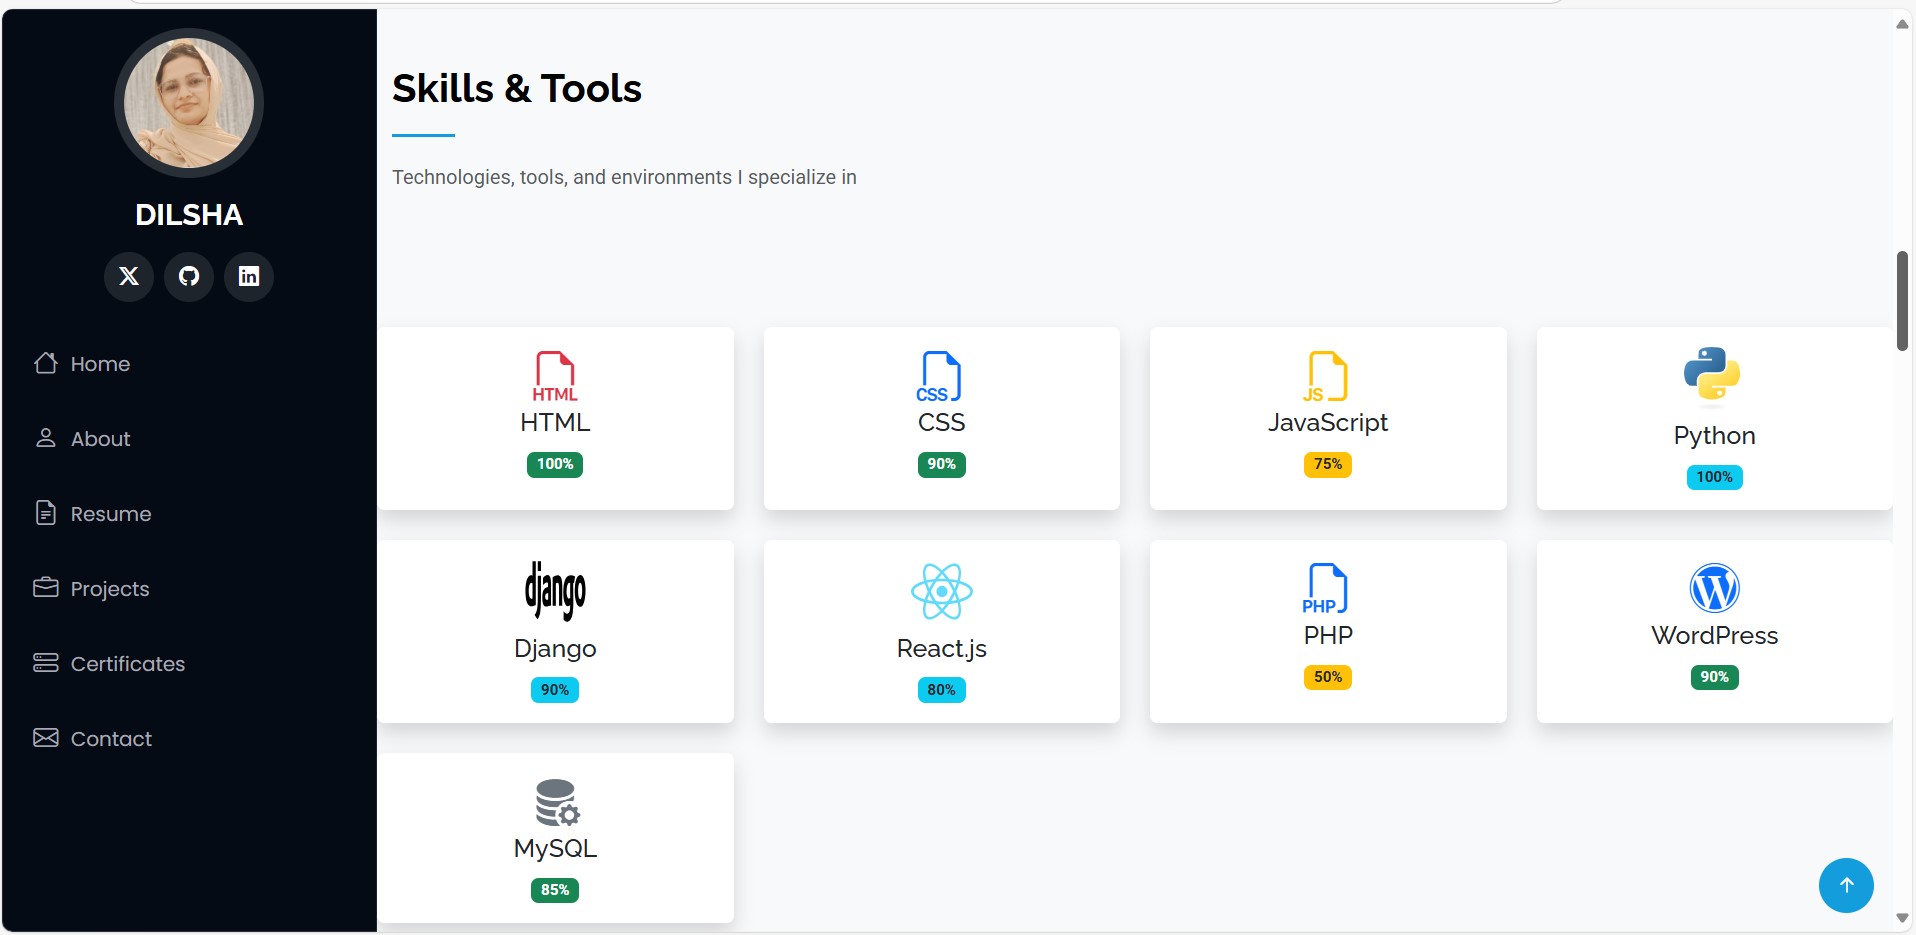 DILSHA
Home
About
Resume
Projects
Certificates
Contact
Skills & Tools
Technologies, tools, and environments I specialize in
HTML
HTML
100%
CSS
CSS
90%
JS
JavaScript
75%
Python
100%
django
Django
90%
React.js
80%
PHP
PHP
50%
WordPress
90%
MySQL
85%